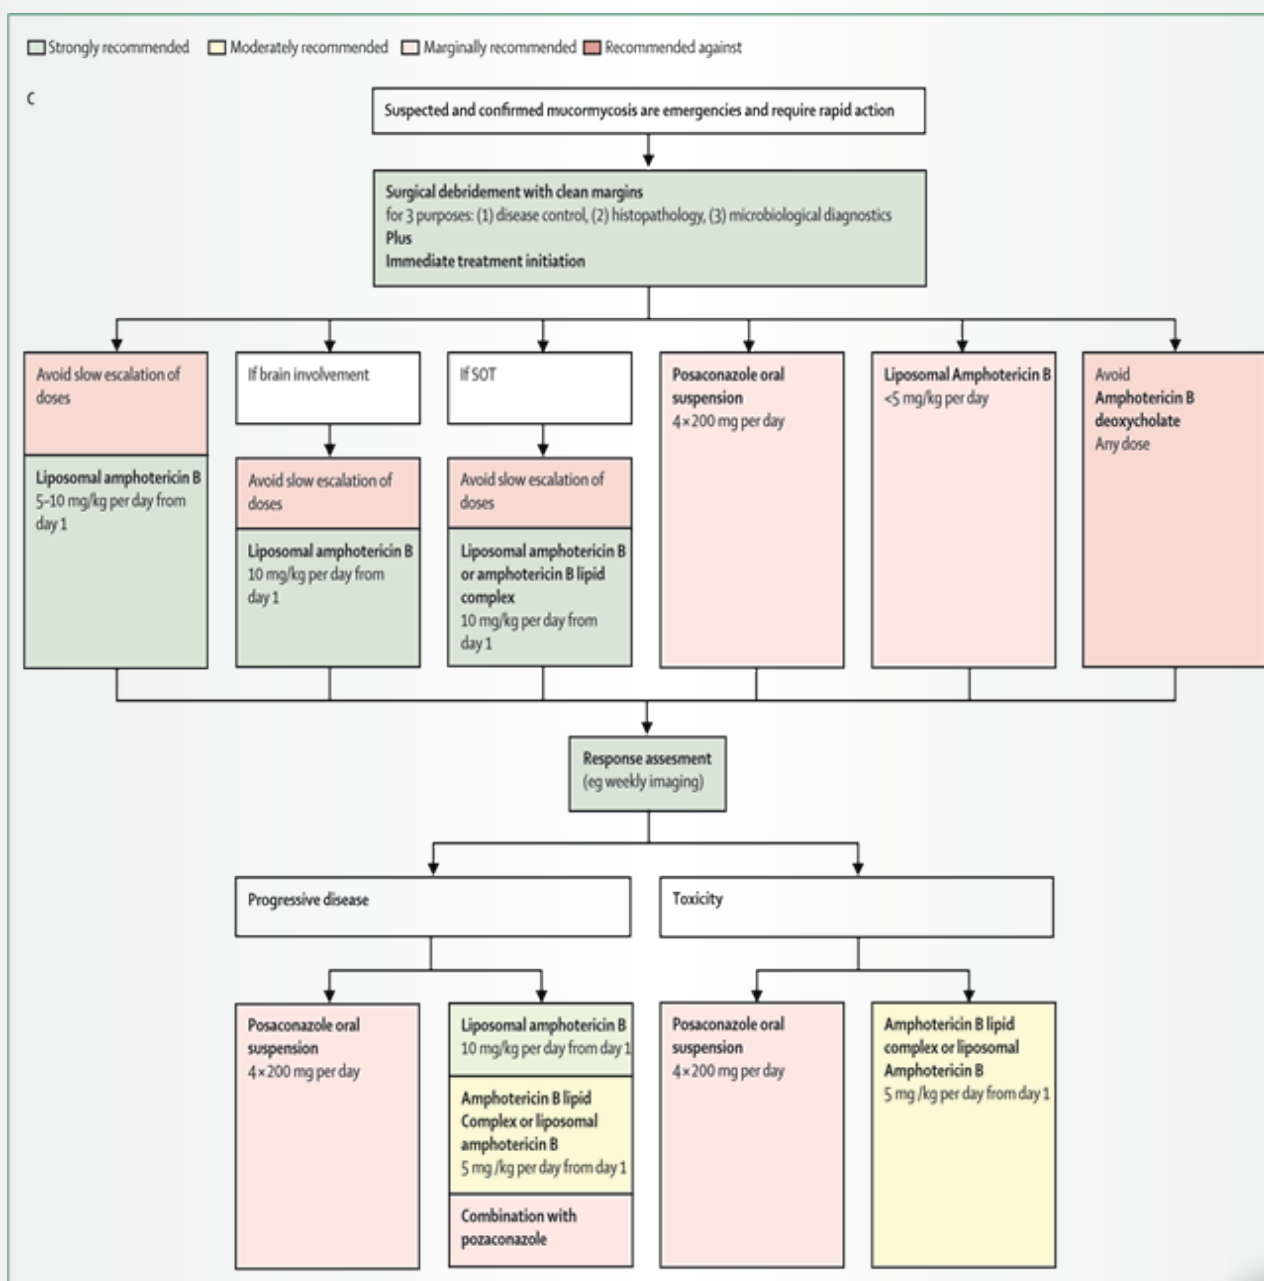 Strongly recommended Moderately recommended Marginally recommended Recommended against
C
Suspected and confirmed mucormycosis are emergencies and require rapid action
Surgical debridement with clean margins
for 3 purposes: (1) disease control, (2) histopathology, (3) microbiological diagnostics
Plus
Immediate treatment initiation
Avoid slow escalation of
doses
Liposomal amphotericin B
5–10 mg/kg per day from
day 1
If brain involvement
Avoid slow escalation of
doses
Liposomal amphotericin B
10 mg/kg per day from
day 1
If SOT
Avoid slow escalation of
doses
Liposomal amphotericin B
or amphotericin B lipid
complex
10 mg/kg per day from
day 1
Posaconazole oral
suspension
4×200 mg per day
Liposomal Amphotericin B
<5 mg/kg per day
Avoid
Amphotericin B
deoxycholate
Any dose
Response assesment
(eg weekly imaging)
Progressive disease
Toxicity
Posaconazole oral
suspension
4×200 mg per day
Liposomal amphotericin B
10 mg/kg per day from day 1
Amphotericin B lipid
Complex or liposomal
amphotericin B
5 mg /kg per day from day 1
Combination with
pozaconazole
Posaconazole oral
suspension
4×200 mg per day
Amphotericin B lipid
complex or liposomal
Amphotericin B
5 mg /kg per day from day 1